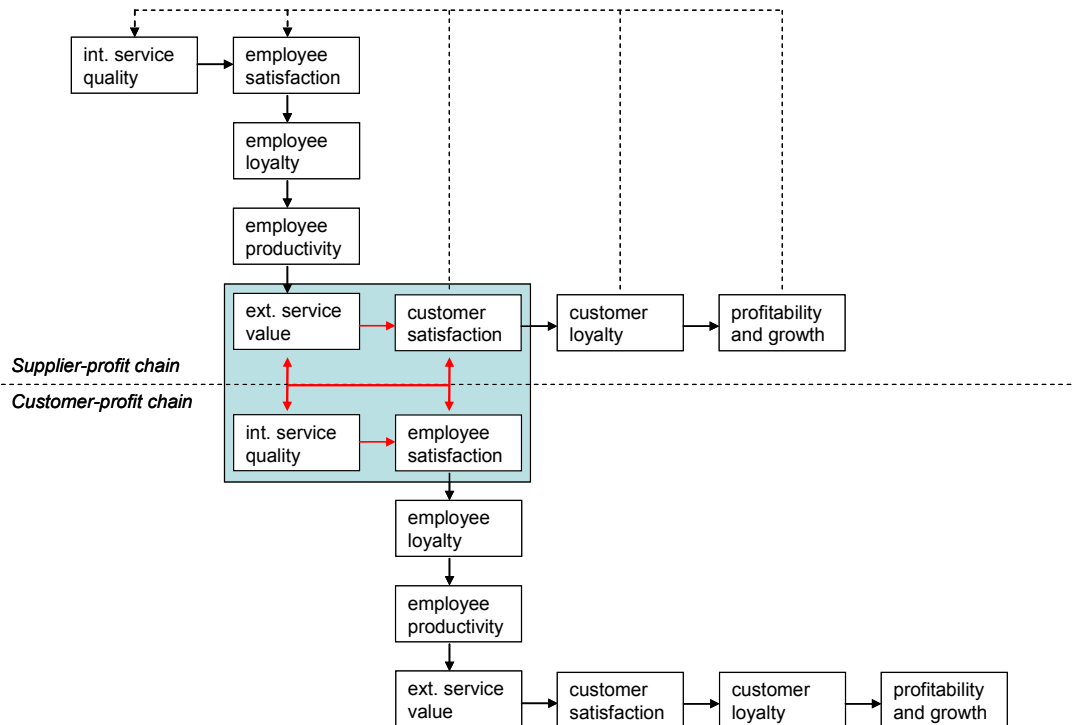 int. service
quality
employee
satisfaction
employee
loyalty
employee
productivity
ext. service
value
customer
satisfaction
customer
loyalty
profitability
and growth
Supplier-profit chain
Customer-profit chain
int. service
quality
employee
satisfaction
employee
loyalty
employee
productivity
ext. service
value
customer
satisfaction
customer
loyalty
profitability
and growth